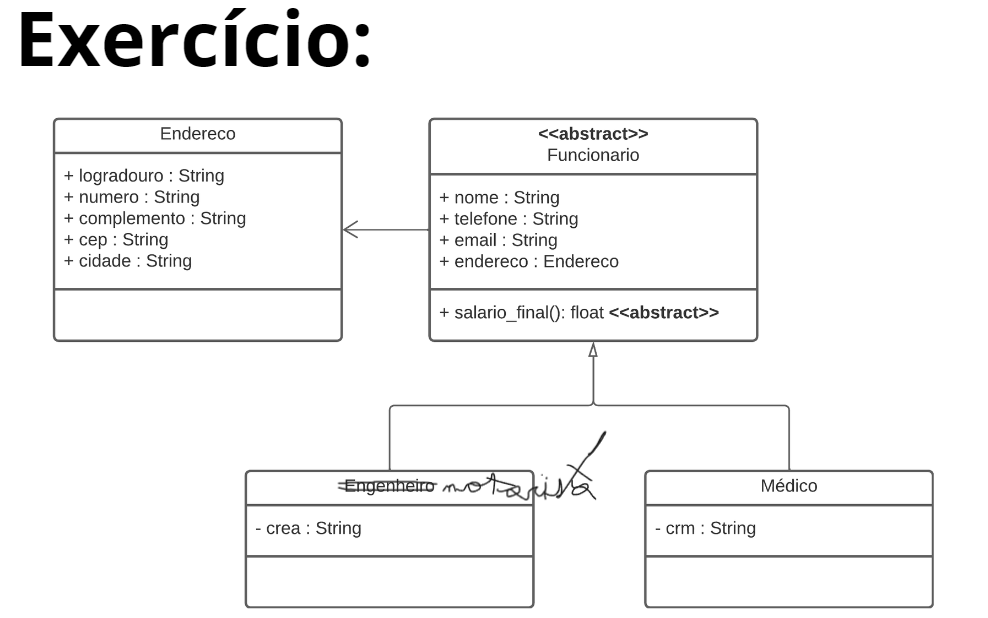 Exercício:
Endereco
+ logradouro : String
+ numero : String
+ complemento : String
+ cep : String
+ cidade : String
<<abstract>>
Funcionario
+ nome : String
+ telefone : String
+ email : String
+ endereco : Endereco
+ salario_final(): float <<abstract>>
Engenheiro motorista
- crea : String
Médico
- crm : String